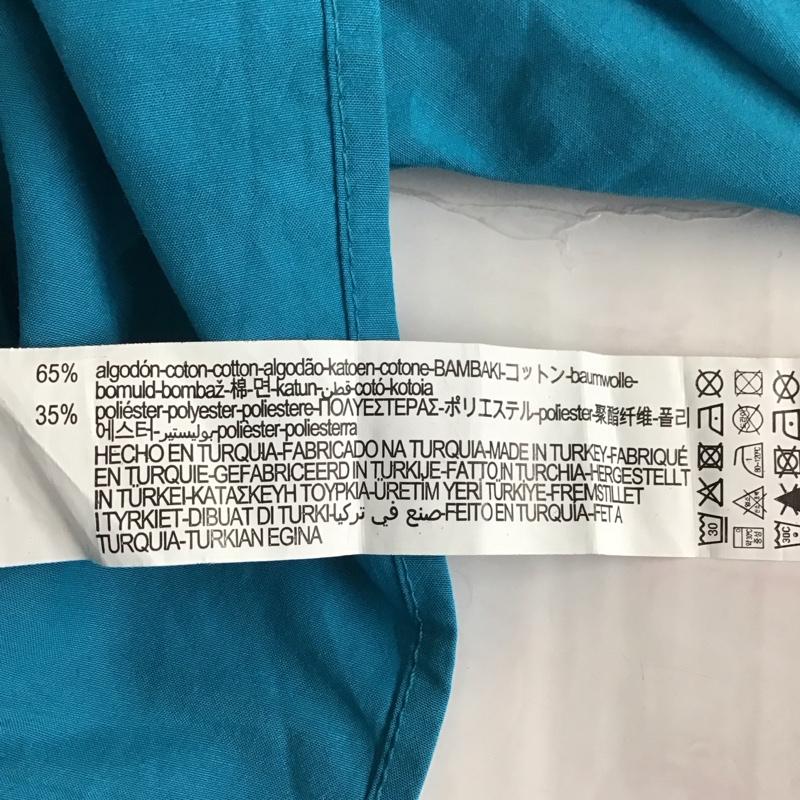 65% algodón-coton-cotton-algodão-katoen-cotone-BAMBAKI-コットン-baumwolle-
bomuld-bombaž-棉-면-katun-قطن-cotó-kotoia
35% poliéster-polyester-poliestere-ΠΟΛΥΕΣΤΕΡΑΣ-ポリエステル-poliester-聚酯纤维-폴리
에스터-بوليستير-polièster-poliesterra
HECHO EN TURQUIA-FABRICADO NA TURQUIA-MADE IN TURKEY-FABRIQUÉ
EN TURQUIE-GEFABRICEERD IN TURKIJE-FATTO IN TURCHIA-HERGESTELLT
IN TÜRKEI-ΚΑΤΑΣΚΕΥΗ ΤΟΥΡΚΙΑ-ÜRETIM YERİ TÜRKİYE-FREMSTILLET
I TYRKIET-DIBUAT DI TURKI-صنع في تركيا-FEITO EN TURQUÍA-FET A
TURQUIA-TURKIAN EGINA
30